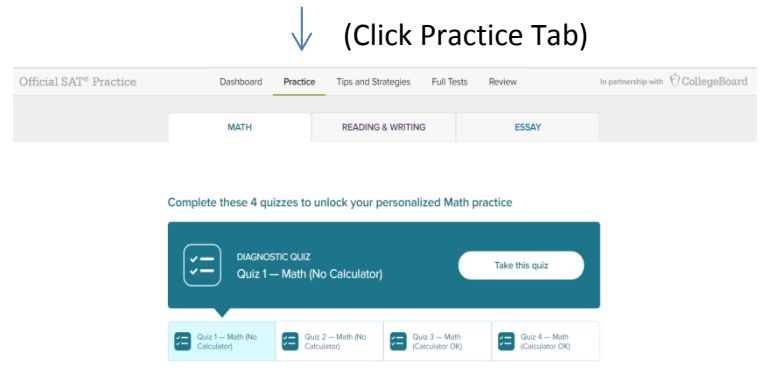 (Click Practice Tab)
Official SAT® Practice Dashboard Practice Tips and Strategies Full Tests Review In partnership with CollegeBoard
MATH READING & WRITING ESSAY
Complete these 4 quizzes to unlock your personalized Math practice
DIAGNOSTIC QUIZ
Quiz 1 — Math (No Calculator)
Take this quiz
Quiz 1 — Math (No
Calculator)
Quiz 2 — Math (No
Calculator)
Quiz 3 — Math
(Calculator OK)
Quiz 4 — Math
(Calculator OK)